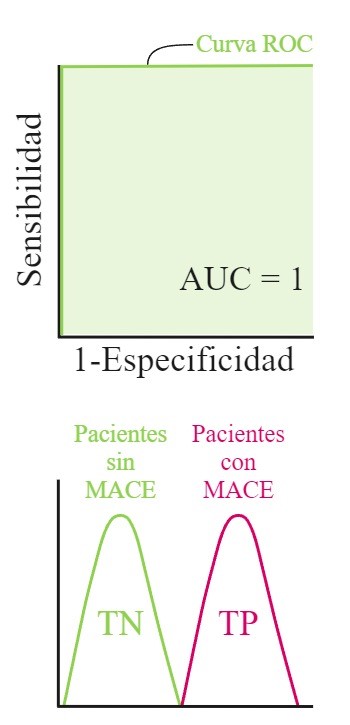 Curva ROC
Sensibilidad
AUC = 1
1-Especificidad
Pacientes
sin
MACE
Pacientes
con
MACE
TN
TP